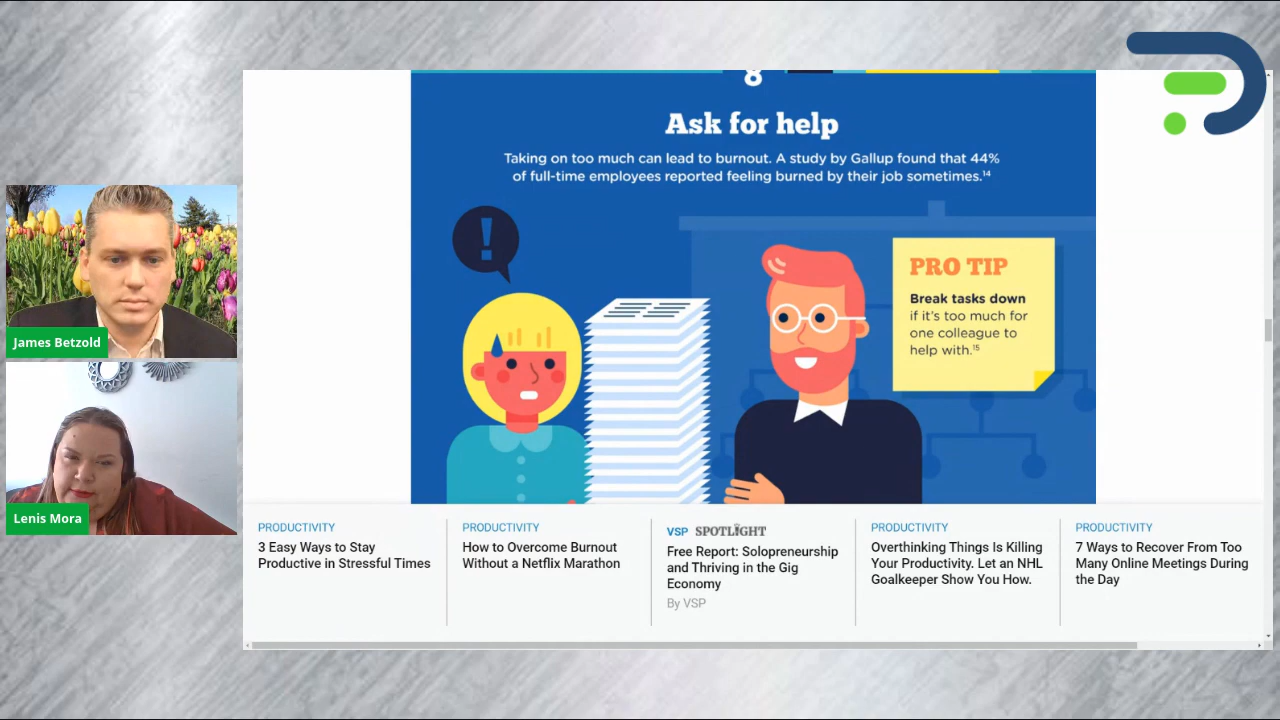 8
Ask for help
Taking on too much can lead to burnout. A study by Gallup found that 44%
of full-time employees reported feeling burned by their job sometimes.¹⁴
!
PRO TIP
Break tasks down
if it's too much for
one colleague to
help with.¹⁵
James Betzold
Lenis Mora
PRODUCTIVITY
3 Easy Ways to Stay
Productive in Stressful Times
PRODUCTIVITY
How to Overcome Burnout
Without a Netflix Marathon
VSP SPOTLIGHT
Free Report: Solopreneurship
and Thriving in the Gig
Economy
By VSP
PRODUCTIVITY
Overthinking Things Is Killing
Your Productivity. Let an NHL
Goalkeeper Show You How.
PRODUCTIVITY
7 Ways to Recover From Too
Many Online Meetings During
the Day